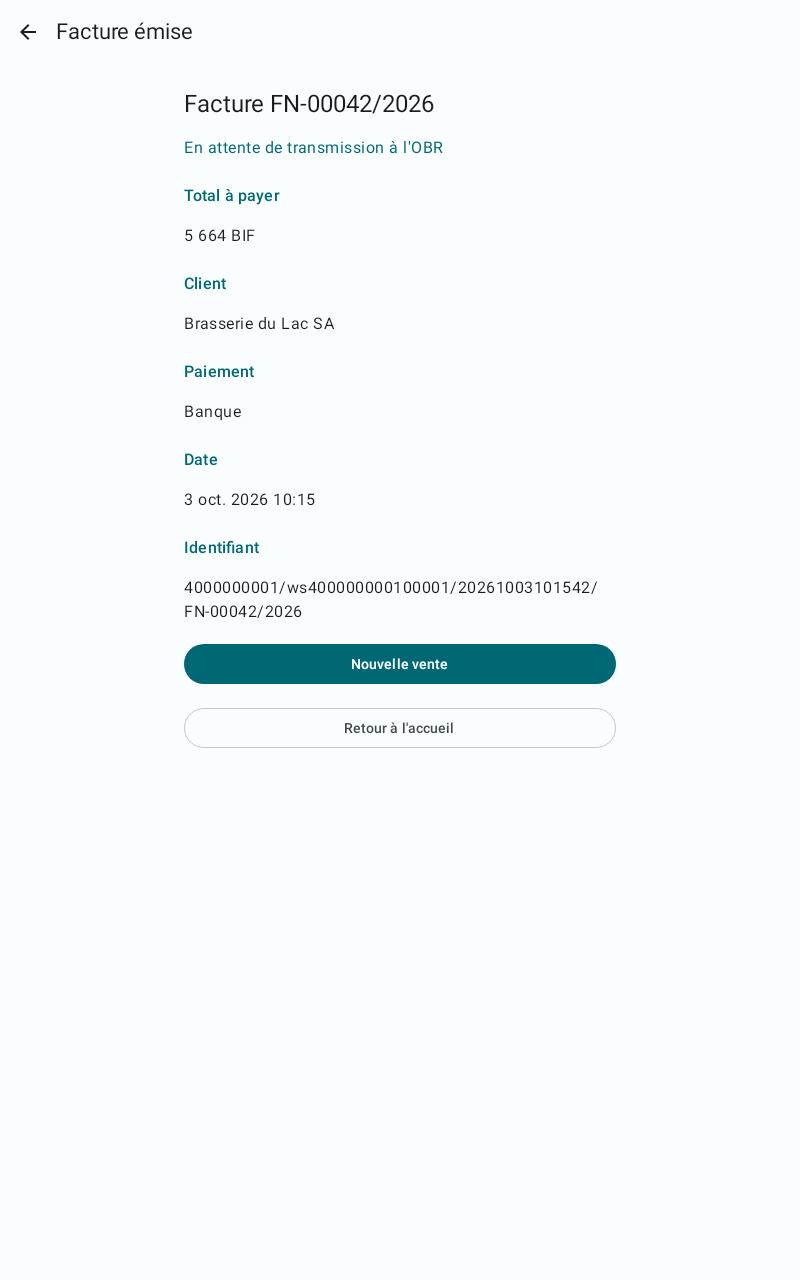 Facture émise
Facture FN-00042/2026
En attente de transmission à l'OBR
Total à payer
5 664 BIF
Client
Brasserie du Lac SA
Paiement
Banque
Date
3 oct. 2026 10:15
Identifiant
4000000001/ws400000000100001/20261003101542/
FN-00042/2026
Nouvelle vente
Retour à l'accueil